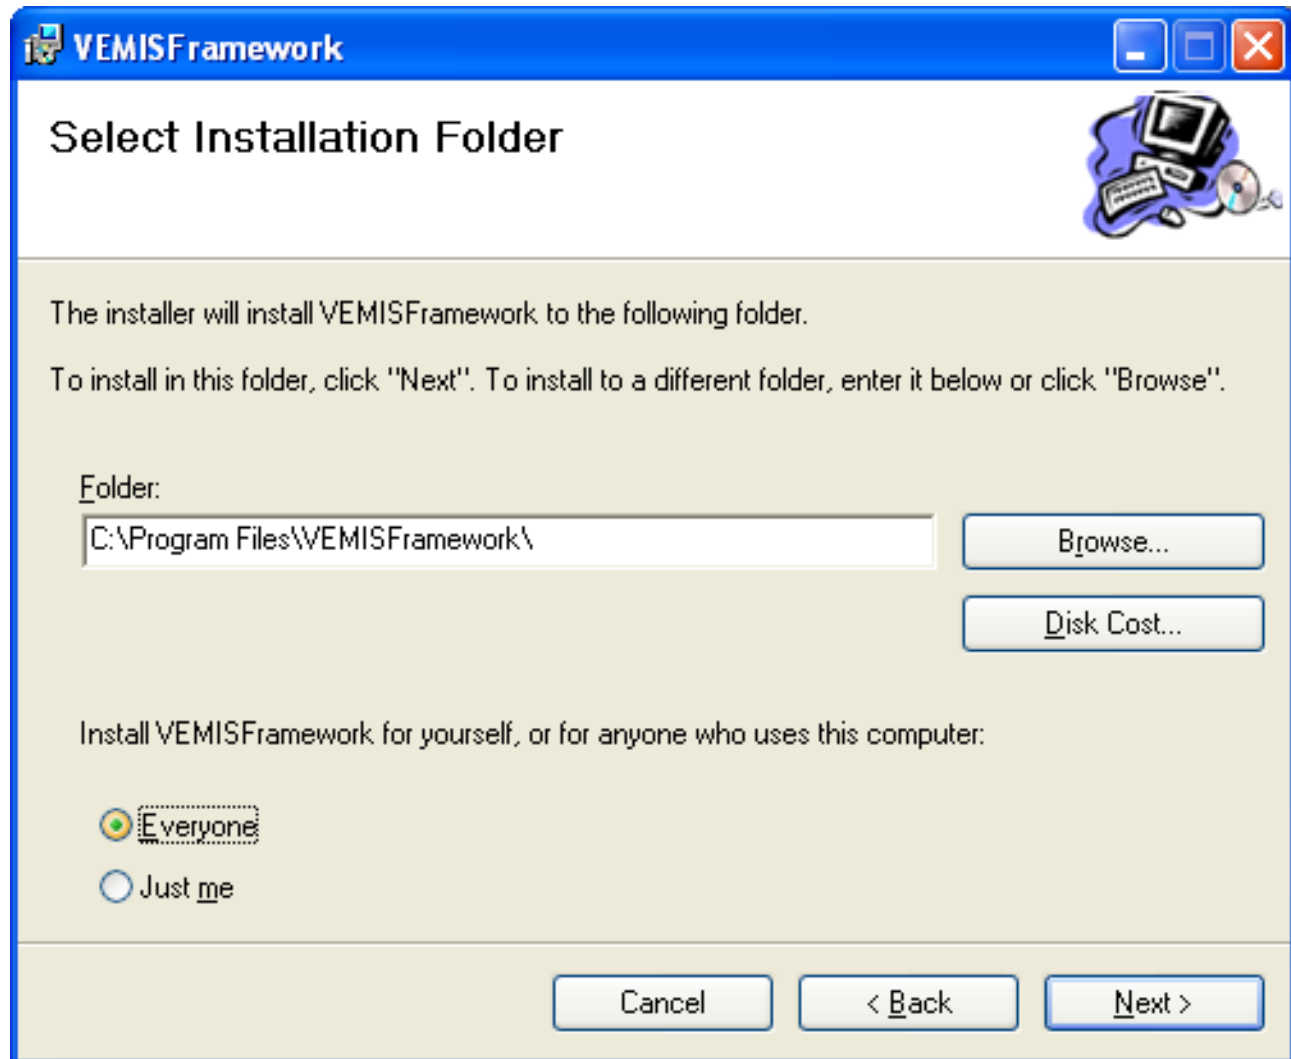 VEMISFramework
Select Installation Folder
The installer will install VEMISFramework to the following folder.
To install in this folder, click "Next". To install to a different folder, enter it below or click "Browse".
Folder:
C:\Program Files\VEMISFramework\
Browse...
Disk Cost...
Install VEMISFramework for yourself, or for anyone who uses this computer:
Everyone
Just me
Cancel
< Back
Next >